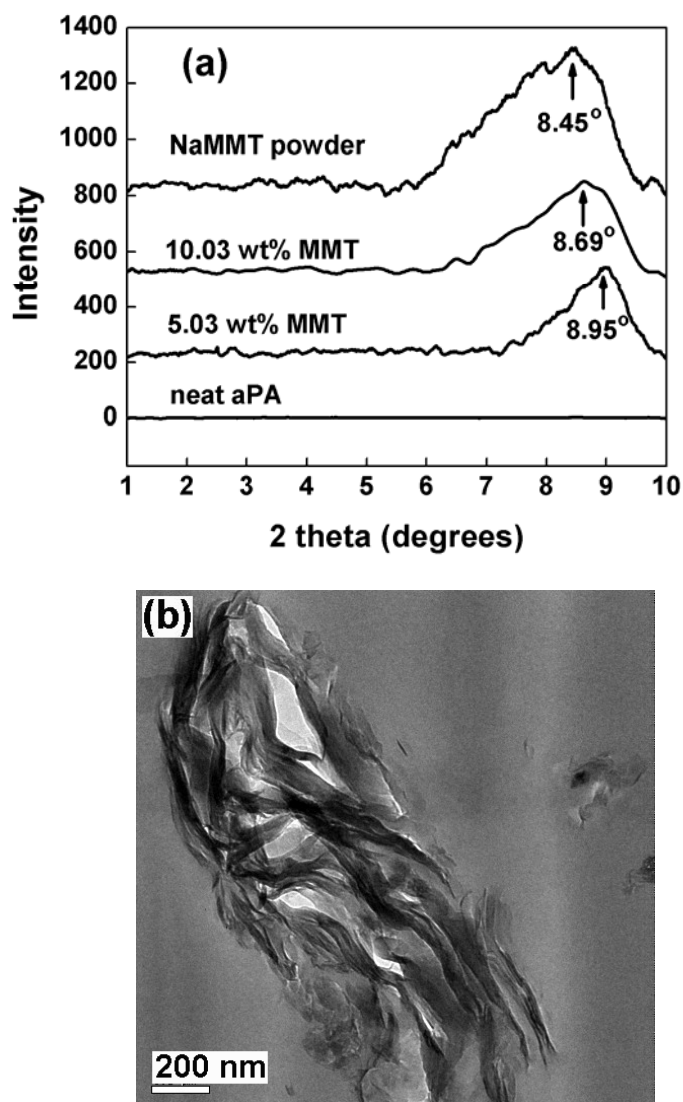 (a)
Intensity
1400
1200
1000
800
600
400
200
0
NaMMT powder
8.45°
10.03 wt% MMT
8.69°
5.03 wt% MMT
8.95°
neat aPA
1 2 3 4 5 6 7 8 9 10
2 theta (degrees)
(b)
200 nm